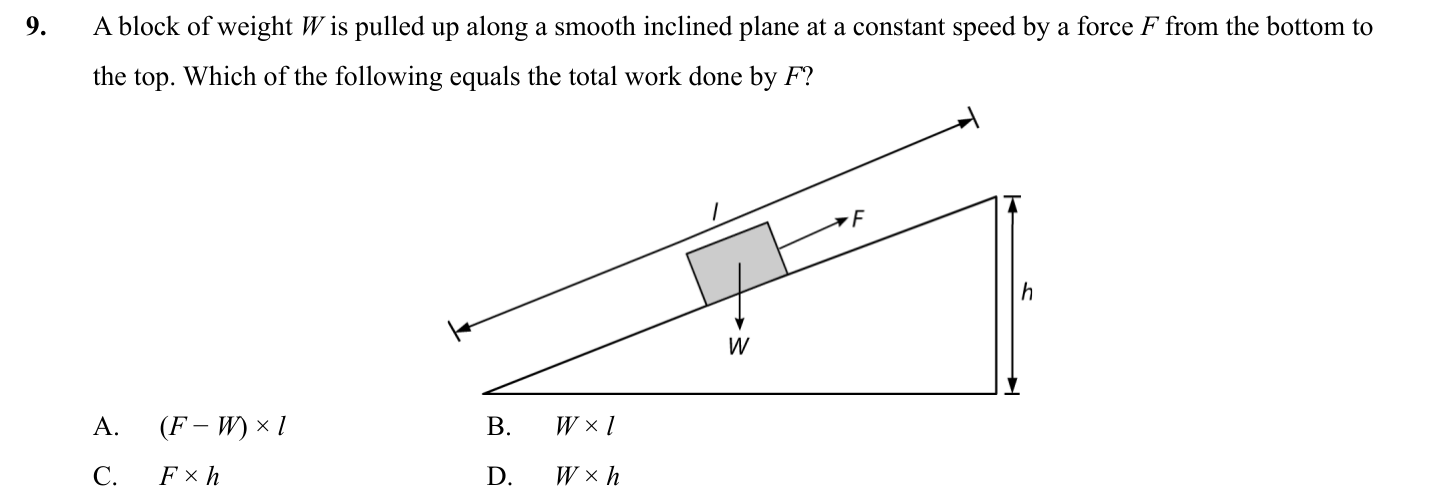 9. A block of weight W is pulled up along a smooth inclined plane at a constant speed by a force F from the bottom to
the top. Which of the following equals the total work done by F?
l
F
h
W
A. (F − W) × l B. W × l
C. F × h D. W × h